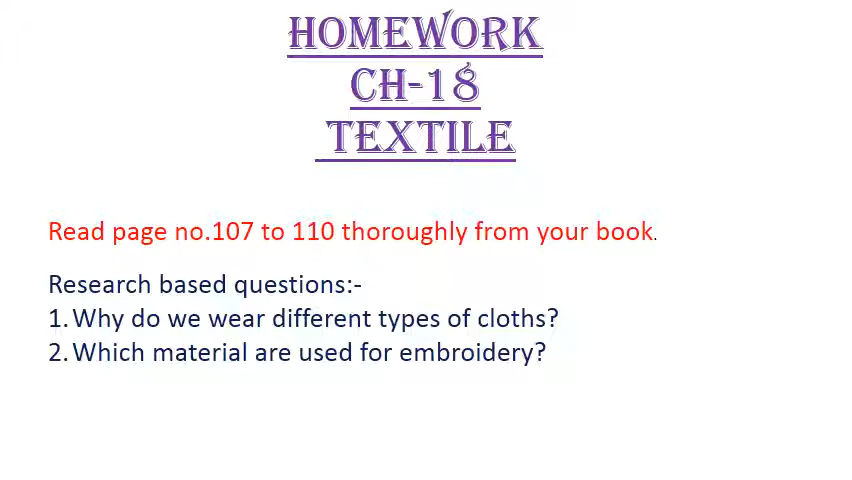 HOMEWORK
CH-18
TEXTILE
Read page no.107 to 110 thoroughly from your book.
Research based questions:-
1. Why do we wear different types of cloths?
2. Which material are used for embroidery?